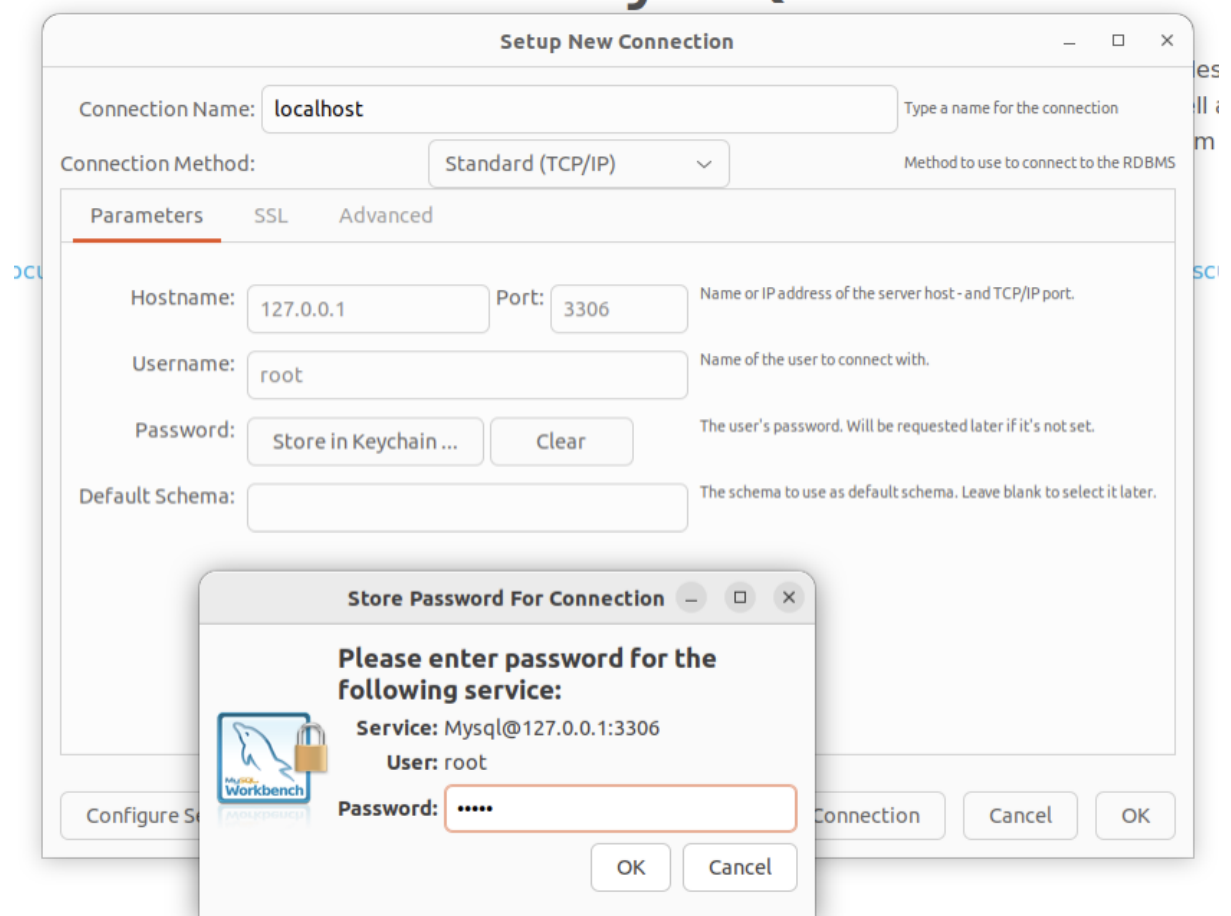 Setup New Connection
Connection Name: localhost Type a name for the connection
Connection Method: Standard (TCP/IP) Method to use to connect to the RDBMS
Parameters SSL Advanced
Hostname: 127.0.0.1 Port: 3306 Name or IP address of the server host - and TCP/IP port.
Username: root Name of the user to connect with.
Password: Store in Keychain ... Clear The user's password. Will be requested later if it's not set.
Default Schema: The schema to use as default schema. Leave blank to select it later.
Store Password For Connection
Please enter password for the
following service:
Service: Mysql@127.0.0.1:3306
User: root
Password: •••••
MySQL
Workbench
OK Cancel
Configure Connection Cancel OK